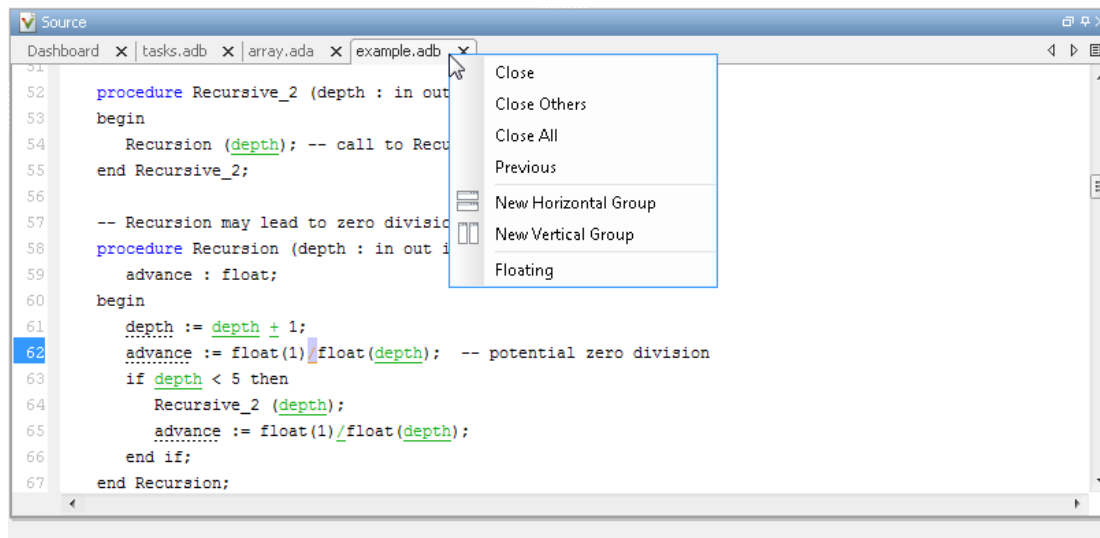 Source
Dashboard tasks.adb array.ada example.adb
51
52 procedure Recursive_2 (depth : in out
53 begin
54 Recursion (depth); -- call to Recu
55 end Recursive_2;
56
57 -- Recursion may lead to zero divisio
58 procedure Recursion (depth : in out i
59 advance : float;
60 begin
61 depth := depth + 1;
62 advance := float(1)/float(depth); -- potential zero division
63 if depth < 5 then
64 Recursive_2 (depth);
65 advance := float(1)/float(depth);
66 end if;
67 end Recursion;
Close
Close Others
Close All
Previous
New Horizontal Group
New Vertical Group
Floating